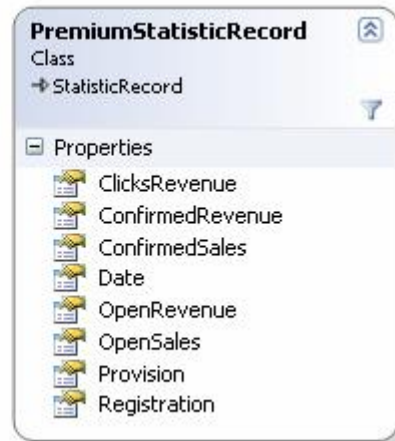 PremiumStatisticRecord
Class
StatisticRecord
Properties
ClicksRevenue
ConfirmedRevenue
ConfirmedSales
Date
OpenRevenue
OpenSales
Provision
Registration